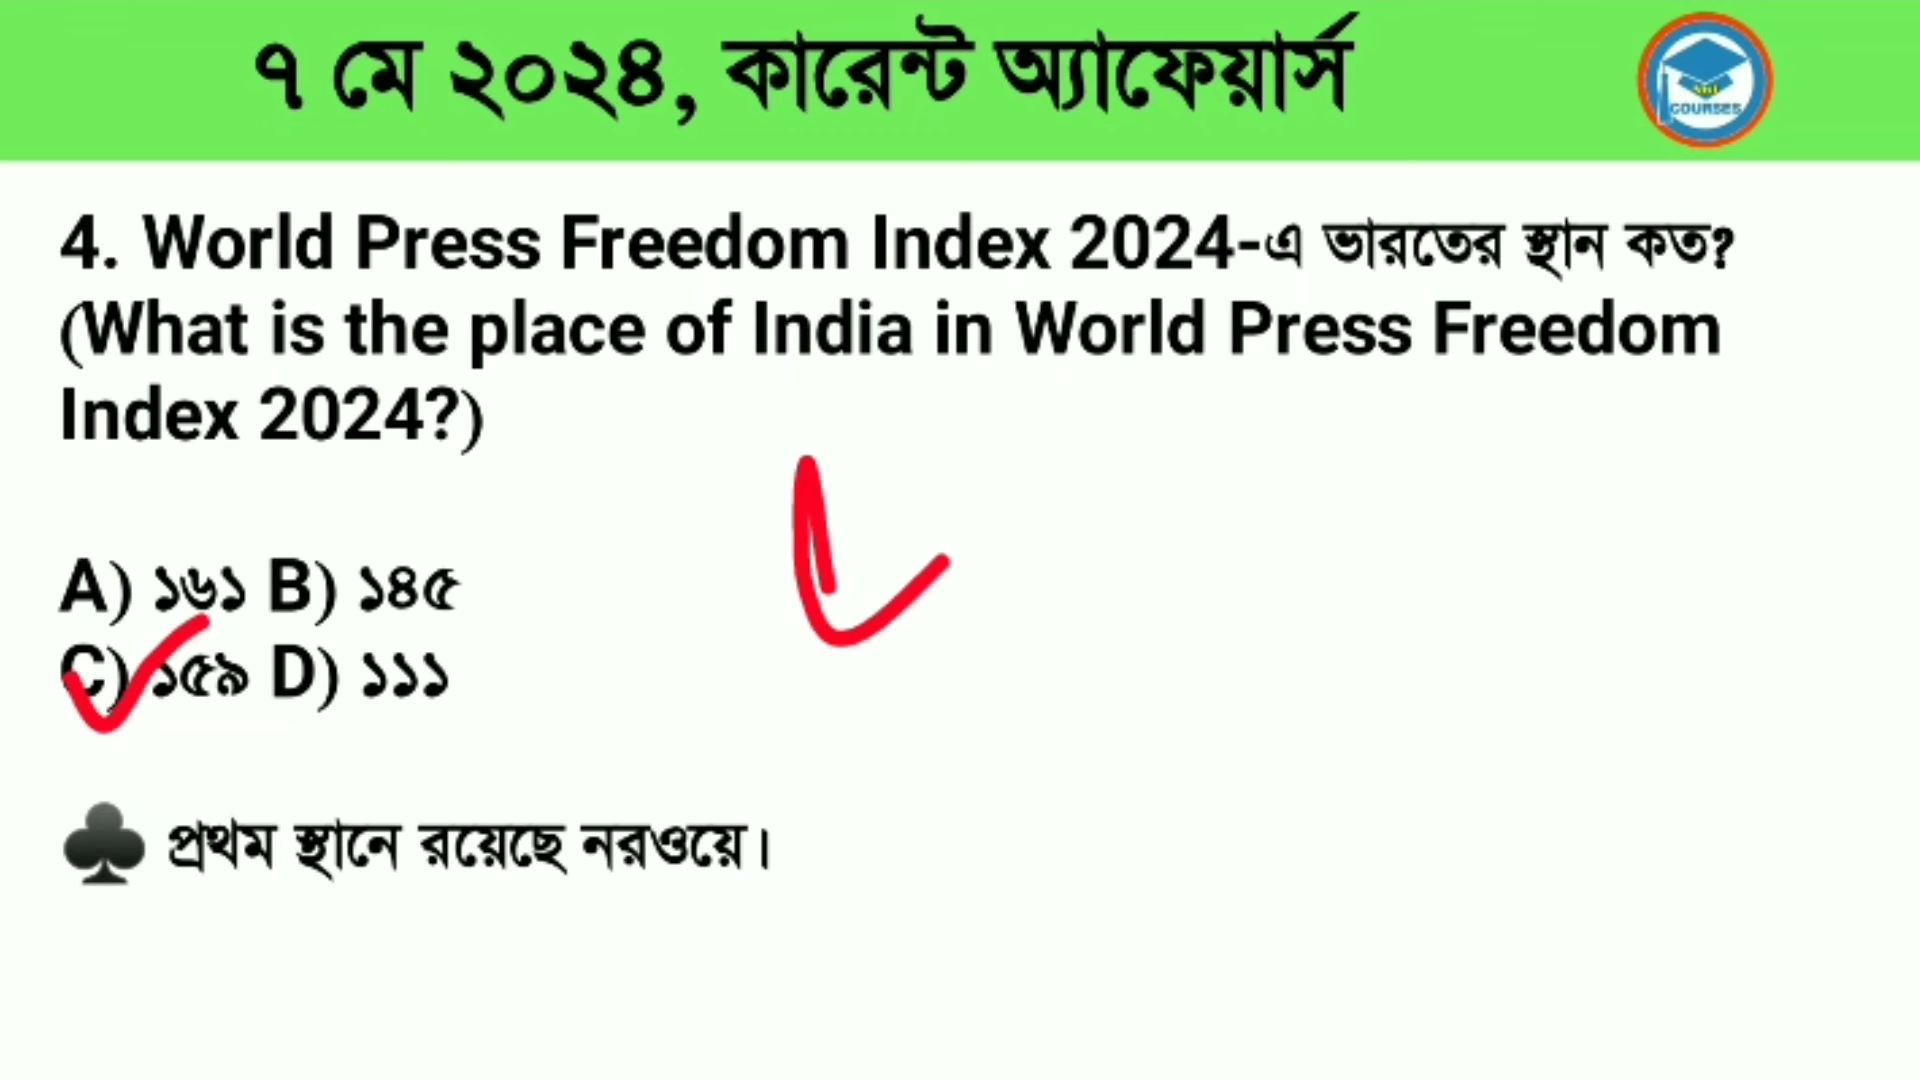 ৭ মে ২০২৪, কারেন্ট অ্যাফেয়ার্স
COURSES
4. World Press Freedom Index 2024-এ ভারতের স্থান কত?
(What is the place of India in World Press Freedom
Index 2024?)
A) ১৬১ B) ১৪৫
C) ১৫৯ D) ১১১
প্রথম স্থানে রয়েছে নরওয়ে।